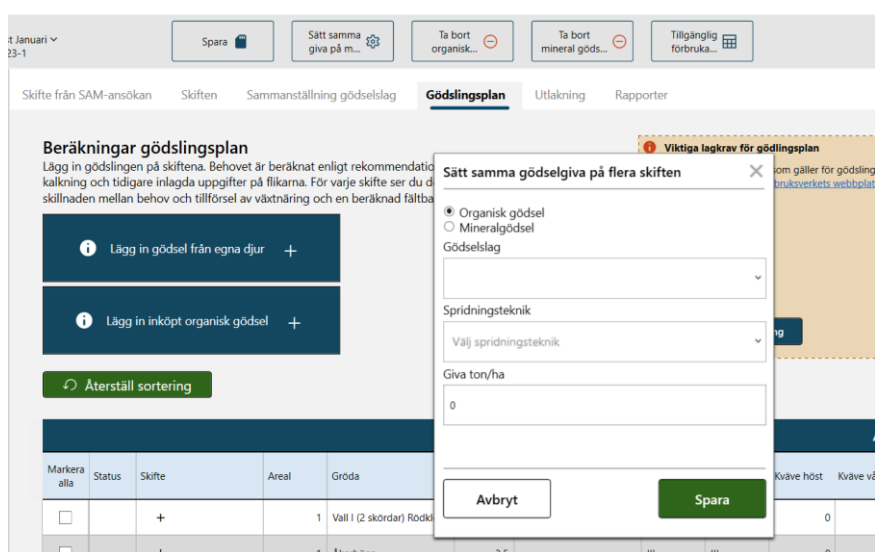 t Januari
23-1
Spara
Sätt samma
giva på m...
Ta bort
organisk...
Ta bort
mineral göds...
Tillgänglig
förbruka...
Skifte från SAM-ansökan Skiften Sammanställning gödselslag Gödslingsplan Utlakning Rapporter
Beräkningar gödslingsplan
Lägg in gödslingen på skiftena. Behovet är beräknat enligt rekommendatio
kalkning och tidigare inlagda uppgifter på flikarna. För varje skifte ser du d
skillnaden mellan behov och tillförsel av växtnäring och en beräknad fältba
Lägg in gödsel från egna djur +
Lägg in inköpt organisk gödsel +
Återställ sortering
Viktiga lagkrav för gödlingsplan
som gäller för gödsling
bruksverkets webbplat
ng
Sätt samma gödselgiva på flera skiften
Organisk gödsel
Mineralgödsel
Gödselslag
Spridningsteknik
Välj spridningsteknik
Giva ton/ha
0
Avbryt
Spara
Markera
alla
Status Skifte Areal Gröda Kväve höst Kväve vå
+ 1 Vall I (2 skördar) Rödkl 0